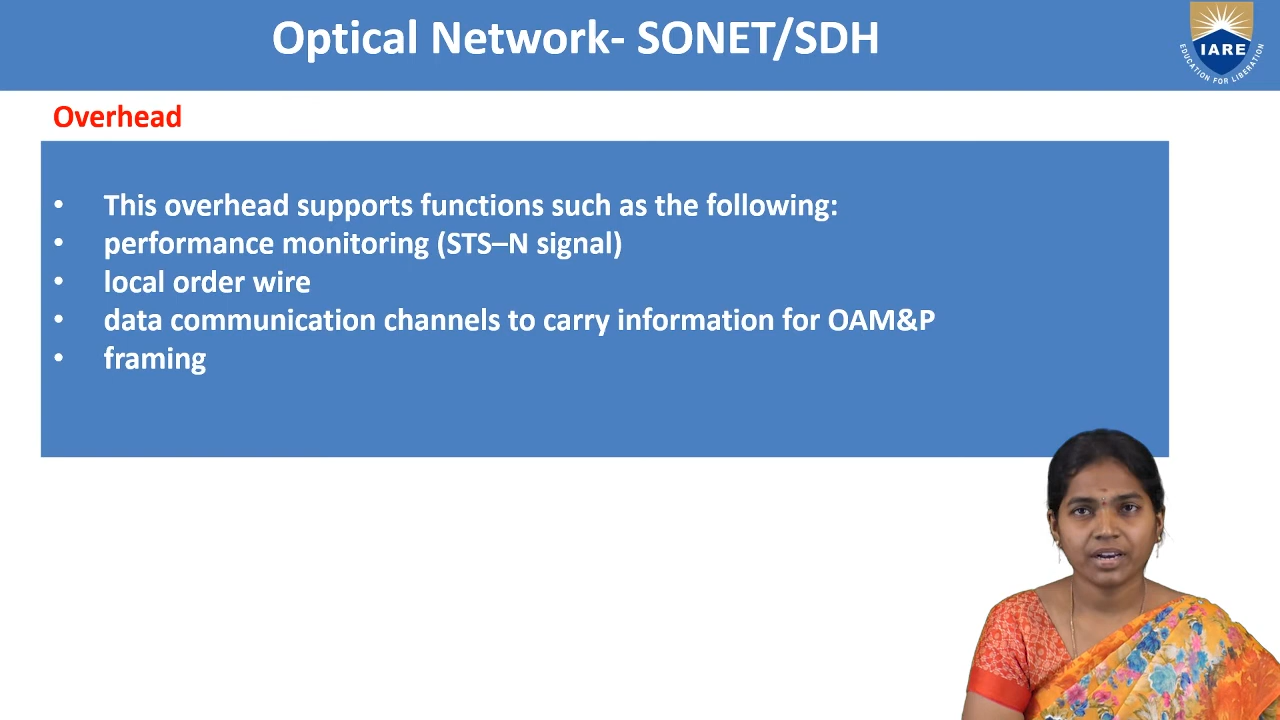 Optical Network- SONET/SDH
IARE
EDUCATION FOR LIBERATION
Overhead
• This overhead supports functions such as the following:
• performance monitoring (STS–N signal)
• local order wire
• data communication channels to carry information for OAM&P
• framing